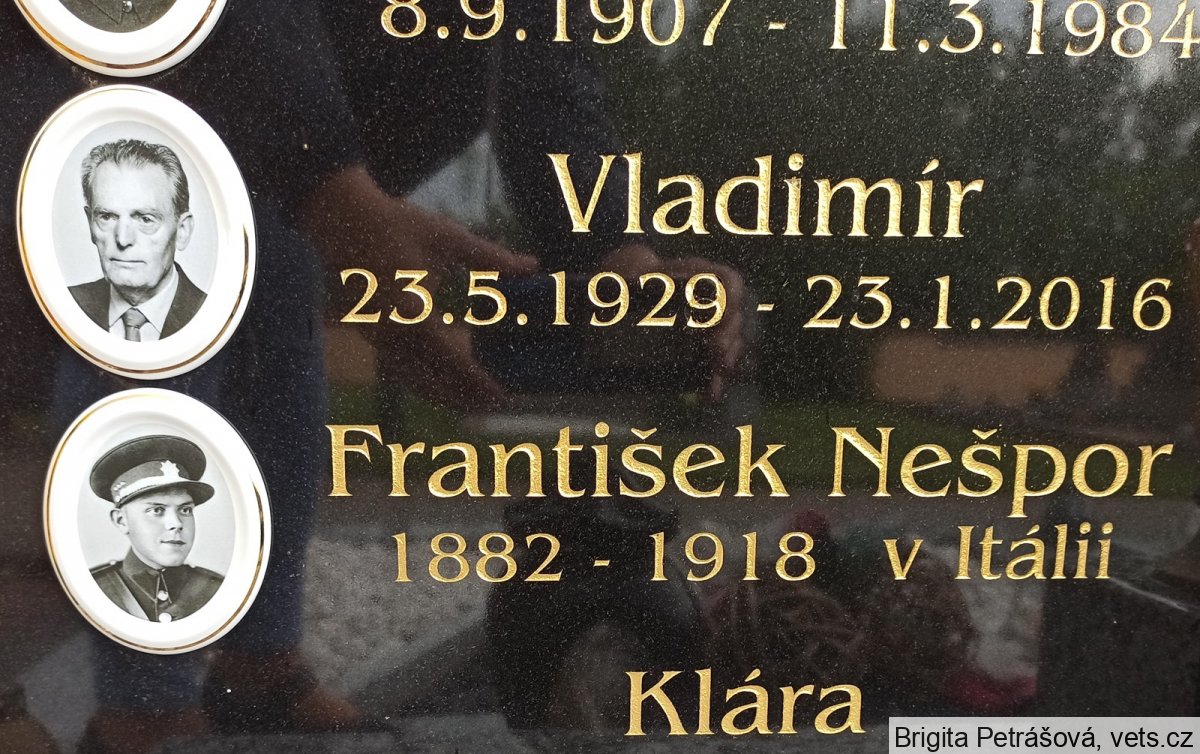 8.9.1907 - 11.3.1984
Vladimír
23.5.1929 - 23.1.2016
František Nešpor
1882 - 1918 v Itálii
Klára
Brigita Petrášová, vets.cz